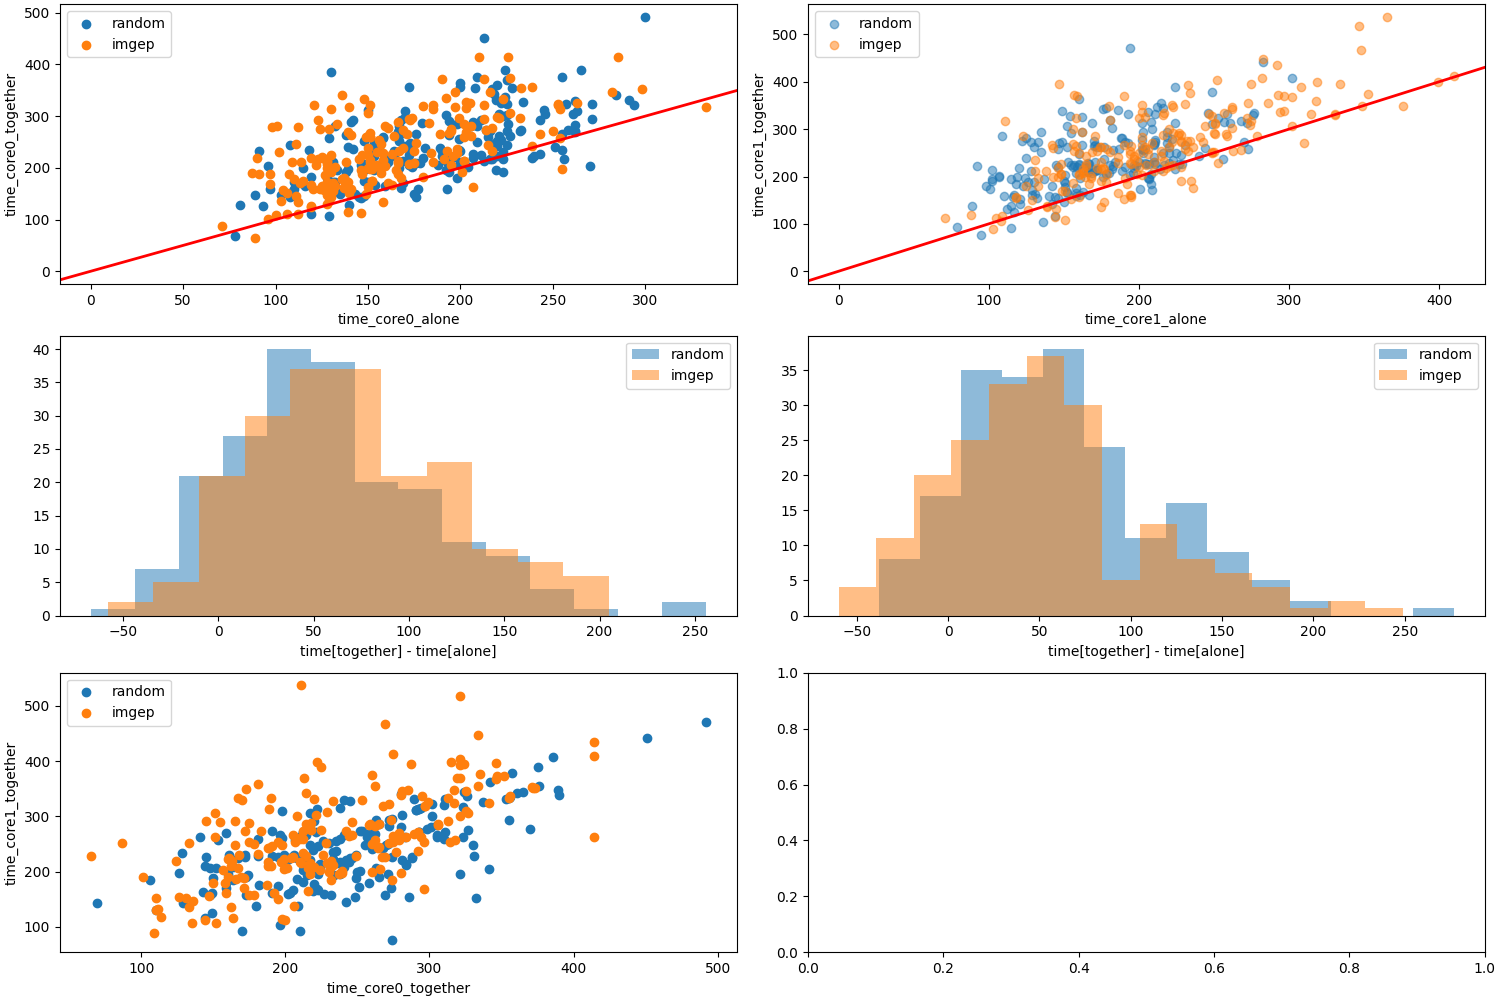 random
imgep
500
400
300
200
100
0
time_core0_together
0 50 100 150 200 250 300
time_core0_alone
random
imgep
500
400
300
200
100
0
time_core1_together
0 100 200 300 400
time_core1_alone
random
imgep
40
35
30
25
20
15
10
5
0
−50 0 50 100 150 200 250
time[together] - time[alone]
random
imgep
35
30
25
20
15
10
5
0
−50 0 50 100 150 200 250
time[together] - time[alone]
random
imgep
500
400
300
200
100
time_core1_together
100 200 300 400 500
time_core0_together
1.0
0.8
0.6
0.4
0.2
0.0
0.0 0.2 0.4 0.6 0.8 1.0